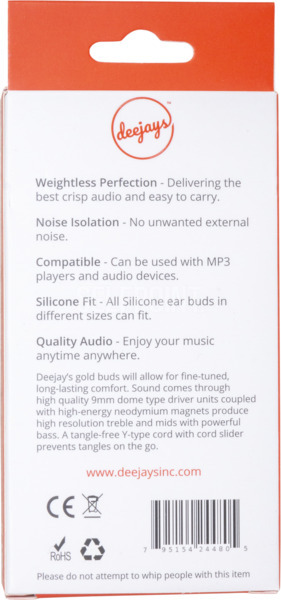 deejays
™
Weightless Perfection - Delivering the
best crisp audio and easy to carry.
Noise Isolation - No unwanted external
noise.
Compatible - Can be used with MP3
players and audio devices.
Silicone Fit - All Silicone ear buds in
different sizes can fit.
Quality Audio - Enjoy your music
anytime anywhere.
Deejay's gold buds will allow for fine-tuned,
long-lasting comfort. Sound comes through
high quality 9mm dome type driver units coupled
with high-energy neodymium magnets produce
high resolution treble and mids with powerful
bass. A tangle-free Y-type cord with cord slider
prevents tangles on the go.
www.deejaysinc.com
CE
RoHS
7 95154 24480 5
Please do not attempt to whip people with this item